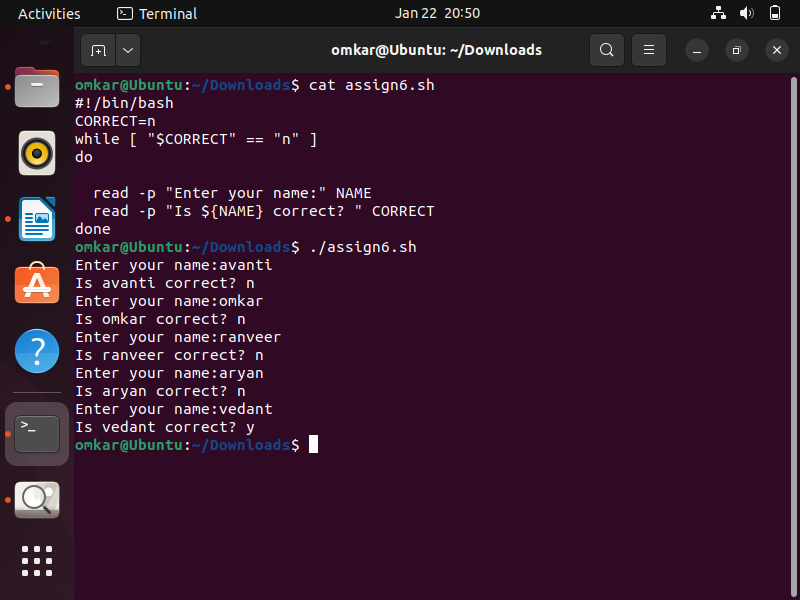 Activities Terminal Jan 22 20:50
omkar@Ubuntu: ~/Downloads
omkar@Ubuntu:~/Downloads$ cat assign6.sh
#!/bin/bash
CORRECT=n
while [ "$CORRECT" == "n" ]
do
  read -p "Enter your name:" NAME
  read -p "Is ${NAME} correct? " CORRECT
done
omkar@Ubuntu:~/Downloads$ ./assign6.sh
Enter your name:avanti
Is avanti correct? n
Enter your name:omkar
Is omkar correct? n
Enter your name:ranveer
Is ranveer correct? n
Enter your name:aryan
Is aryan correct? n
Enter your name:vedant
Is vedant correct? y
omkar@Ubuntu:~/Downloads$